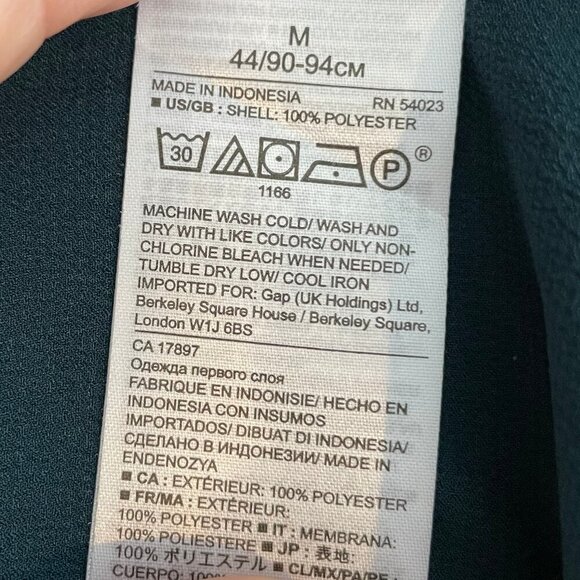 M
44/90-94CM
MADE IN INDONESIA RN 54023
■ US/GB : SHELL: 100% POLYESTER
30 P ®
1166
MACHINE WASH COLD/ WASH AND
DRY WITH LIKE COLORS/ ONLY NON-
CHLORINE BLEACH WHEN NEEDED/
TUMBLE DRY LOW/ COOL IRON
IMPORTED FOR: Gap (UK Holdings) Ltd,
Berkeley Square House / Berkeley Square,
London W1J 6BS
CA 17897
Одежда первого слоя
FABRIQUE EN INDONISIE/ HECHO EN
INDONESIA CON INSUMOS
IMPORTADOS/ DIBUAT DI INDONESIA/
СДЕЛАНО В ИНДОНЕЗИИ/ MADE IN
ENDENOZYA
■ CA : EXTÉRIEUR: 100% POLYESTER
■ FR/MA : EXTÉRIEUR:
100% POLYESTER ■ IT : MEMBRANA:
100% POLIESTERE ■ JP : 表地:
100% ポリエステル ■ CL/MX/PA/PE
CUERPO: 100%